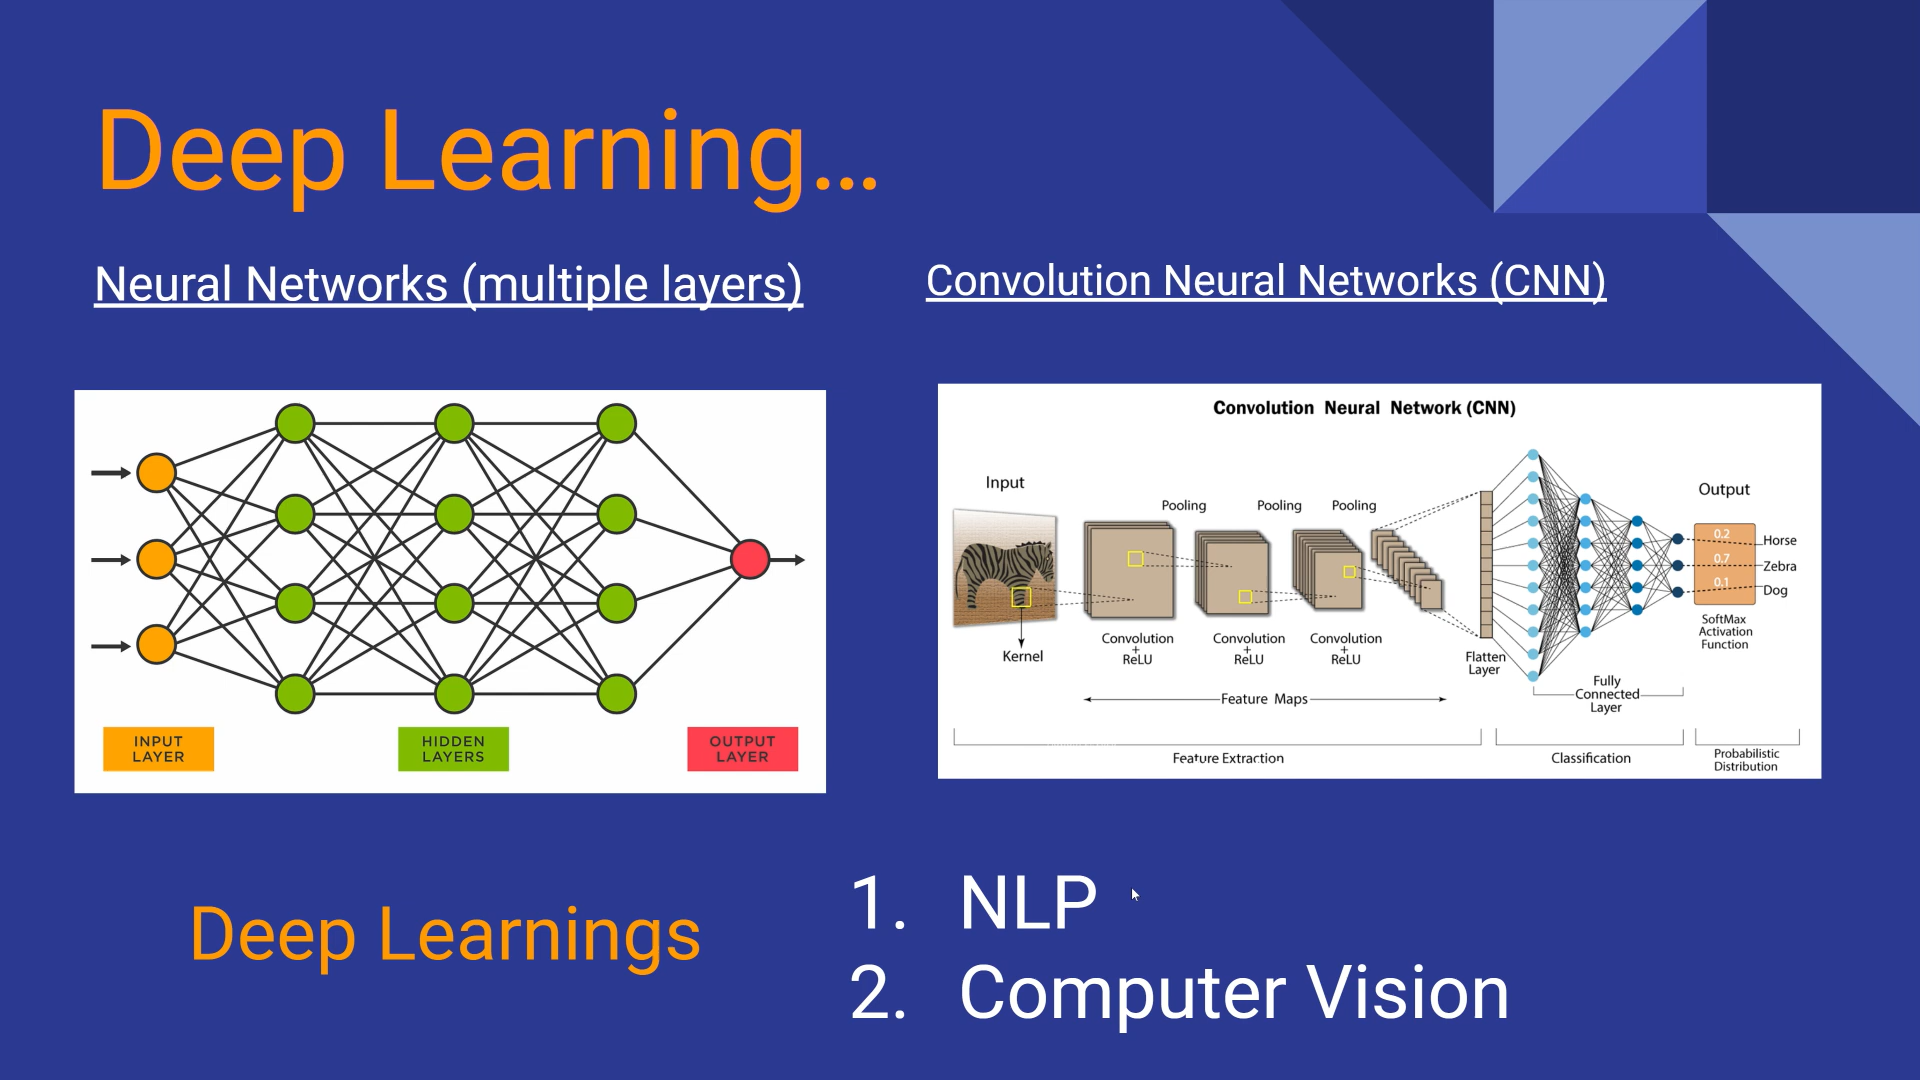 Deep Learning...
Neural Networks (multiple layers)
Convolution Neural Networks (CNN)
INPUT
LAYER
HIDDEN
LAYERS
OUTPUT
LAYER
Convolution Neural Network (CNN)
Input
Pooling
Pooling
Pooling
Output
0.2
Horse
0.7
Zebra
0.1
Dog
SoftMax
Activation
Function
Kernel
Convolution
+
ReLU
Convolution
+
ReLU
Convolution
+
ReLU
Flatten
Layer
Fully
Connected
Layer
Feature Maps
Feature Extraction
Classification
Probabilistic
Distribution
Deep Learnings
1. NLP
2. Computer Vision